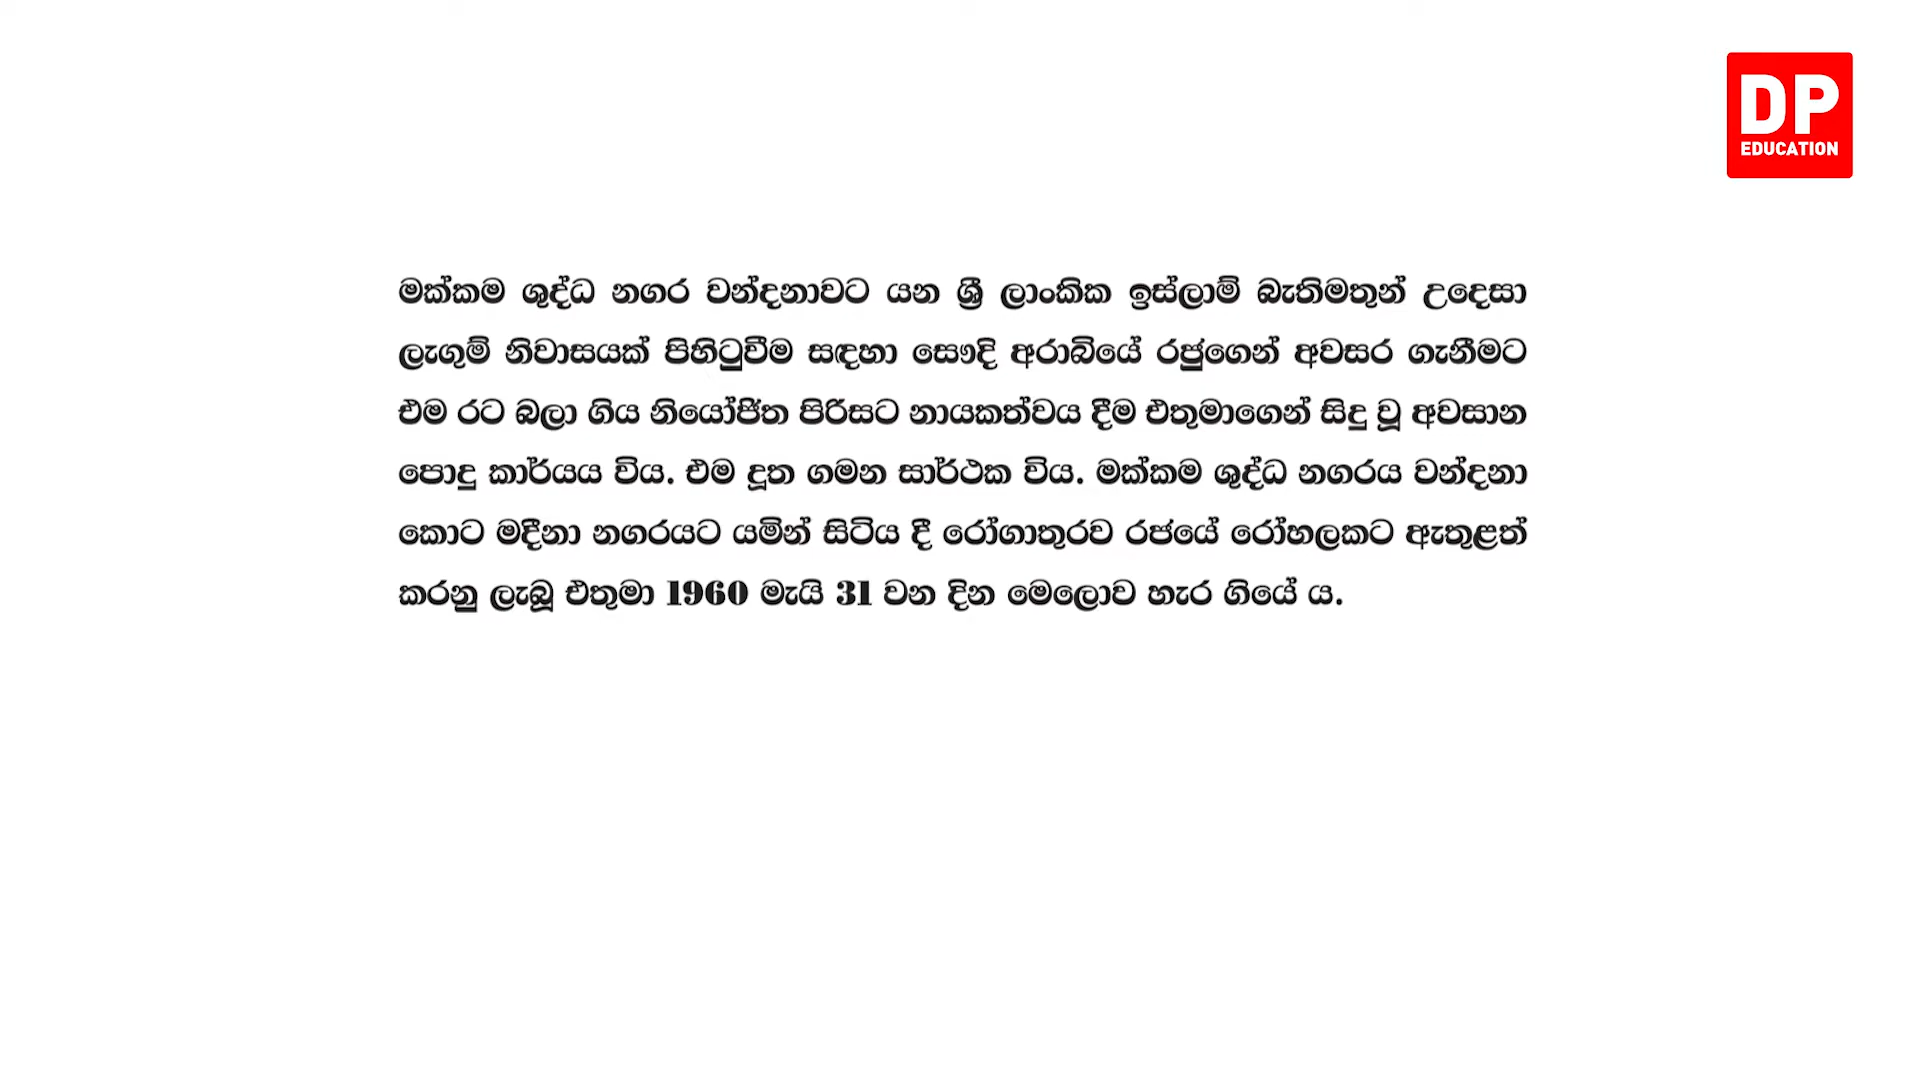 DP
EDUCATION
මක්කම ශුද්ධ නගර වන්දනාවට යන ශ්‍රී ලාංකික ඉස්ලාම් බැතිමතුන් උදෙසා
ලැගුම් නිවාසයක් පිහිටුවීම සඳහා සෞදි අරාබියේ රජුගෙන් අවසර ගැනීමට
එම රට බලා ගිය නියෝජිත පිරිසට නායකත්වය දීම එතුමාගෙන් සිදු වූ අවසාන
පොදු කාර්යය විය. එම දූත ගමන සාර්ථක විය. මක්කම ශුද්ධ නගරය වන්දනා
කොට මදීනා නගරයට යමින් සිටිය දී රෝගාතුරව රජයේ රෝහලකට ඇතුළත්
කරනු ලැබූ එතුමා 1960 මැයි 31 වන දින මෙලොව හැර ගියේ ය.